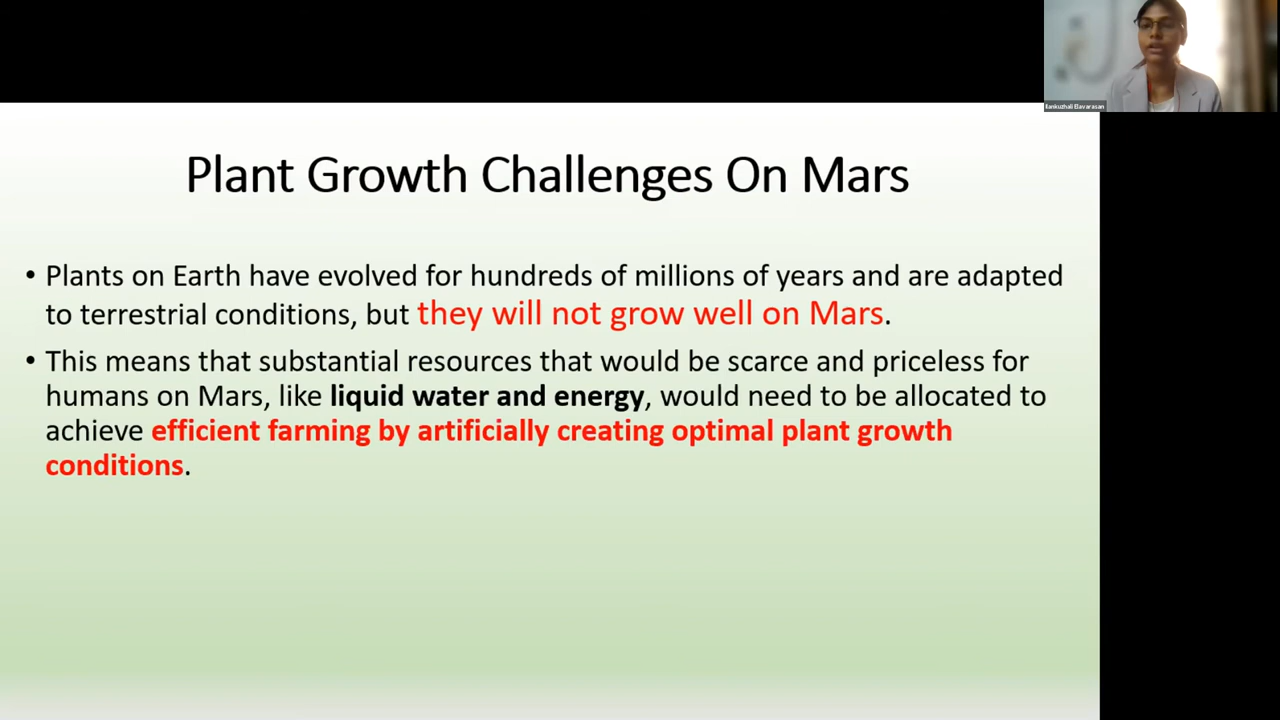 Kankuzhali Elavarasan
Plant Growth Challenges On Mars
• Plants on Earth have evolved for hundreds of millions of years and are adapted
to terrestrial conditions, but they will not grow well on Mars.
• This means that substantial resources that would be scarce and priceless for
humans on Mars, like liquid water and energy, would need to be allocated to
achieve efficient farming by artificially creating optimal plant growth
conditions.